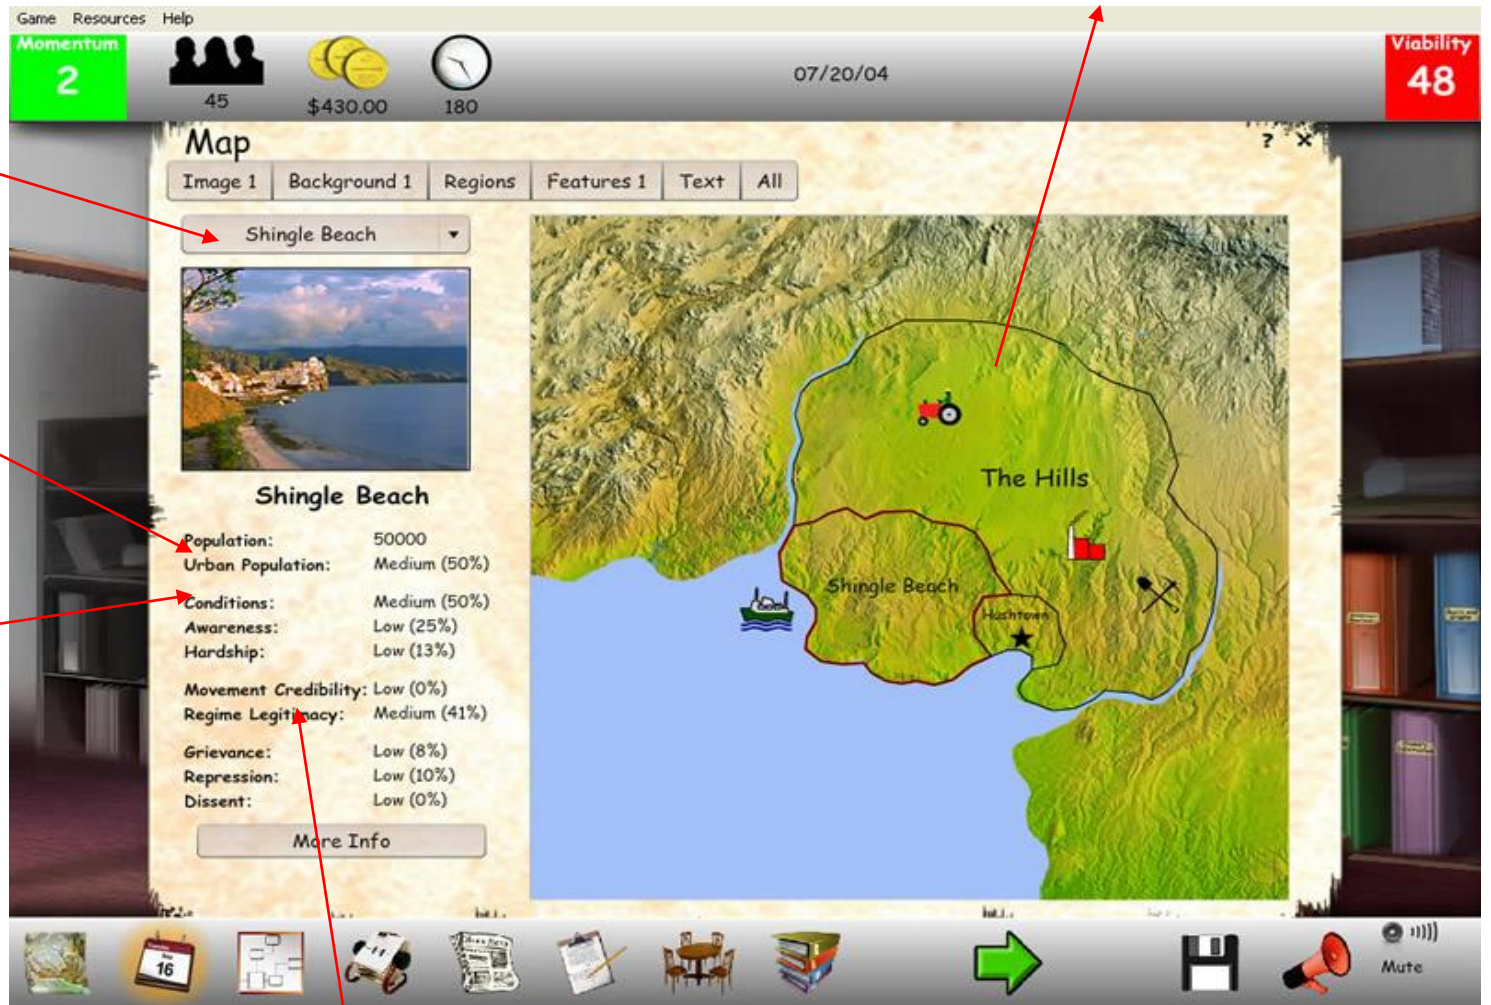 Game Resources Help
Momentum
2
45
$430.00
180
07/20/04
Viability
48
Map
? ×
Image 1 Background 1 Regions Features 1 Text All
Shingle Beach
Shingle Beach
Population: 50000
Urban Population: Medium (50%)
Conditions: Medium (50%)
Awareness: Low (25%)
Hardship: Low (13%)
Movement Credibility: Low (0%)
Regime Legitimacy: Medium (41%)
Grievance: Low (8%)
Repression: Low (10%)
Dissent: Low (0%)
More Info
The Hills
Shingle Beach
Hushtown
16
Mute